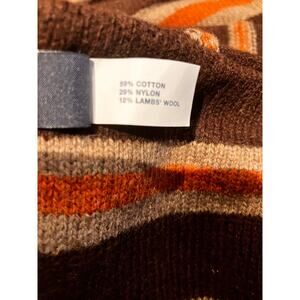 59% COTTON
29% NYLON
12% LAMBS' WOOL